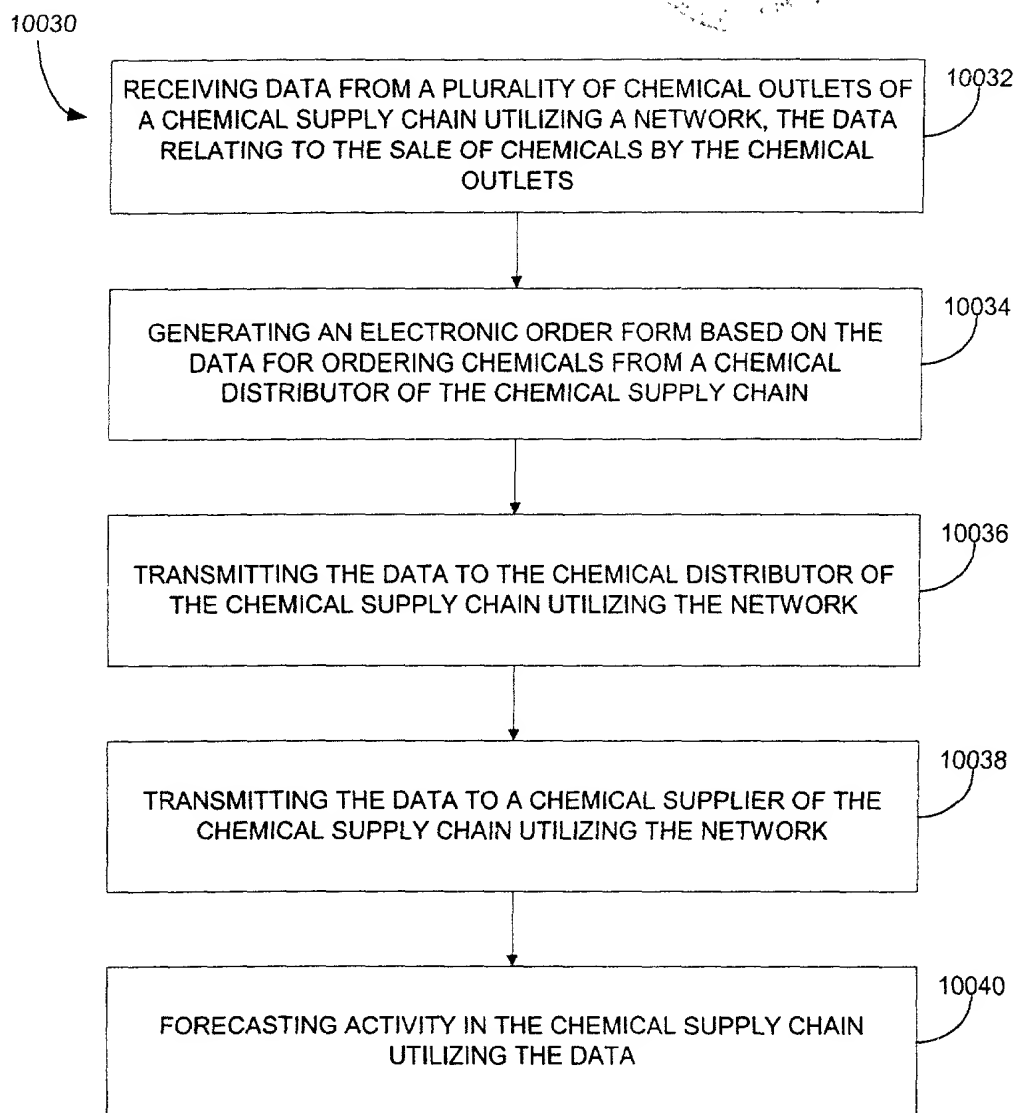 10030
RECEIVING DATA FROM A PLURALITY OF CHEMICAL OUTLETS OF
A CHEMICAL SUPPLY CHAIN UTILIZING A NETWORK, THE DATA
RELATING TO THE SALE OF CHEMICALS BY THE CHEMICAL
OUTLETS
10032
GENERATING AN ELECTRONIC ORDER FORM BASED ON THE
DATA FOR ORDERING CHEMICALS FROM A CHEMICAL
DISTRIBUTOR OF THE CHEMICAL SUPPLY CHAIN
10034
TRANSMITTING THE DATA TO THE CHEMICAL DISTRIBUTOR OF
THE CHEMICAL SUPPLY CHAIN UTILIZING THE NETWORK
10036
TRANSMITTING THE DATA TO A CHEMICAL SUPPLIER OF THE
CHEMICAL SUPPLY CHAIN UTILIZING THE NETWORK
10038
FORECASTING ACTIVITY IN THE CHEMICAL SUPPLY CHAIN
UTILIZING THE DATA
10040